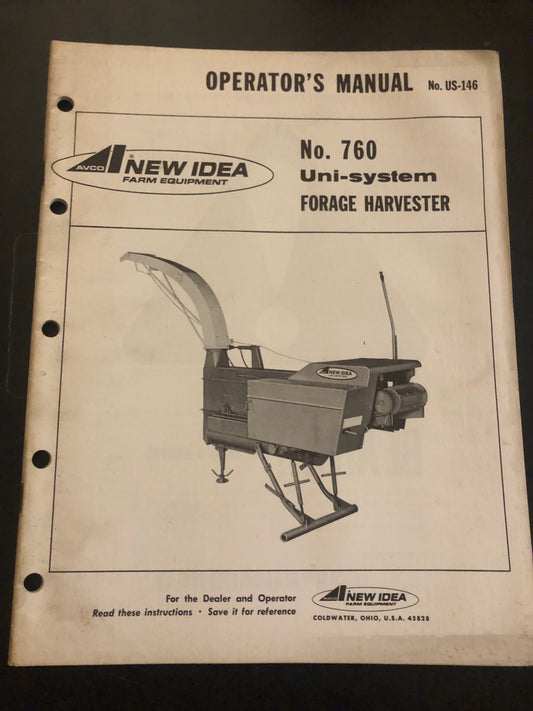 OPERATOR'S MANUAL No. US-146
AVCO NEW IDEA ®
FARM EQUIPMENT
No. 760
Uni-system
FORAGE HARVESTER
NEW IDEA
For the Dealer and Operator
Read these instructions · Save it for reference
AVCO NEW IDEA
FARM EQUIPMENT
COLDWATER, OHIO, U.S.A. 45828